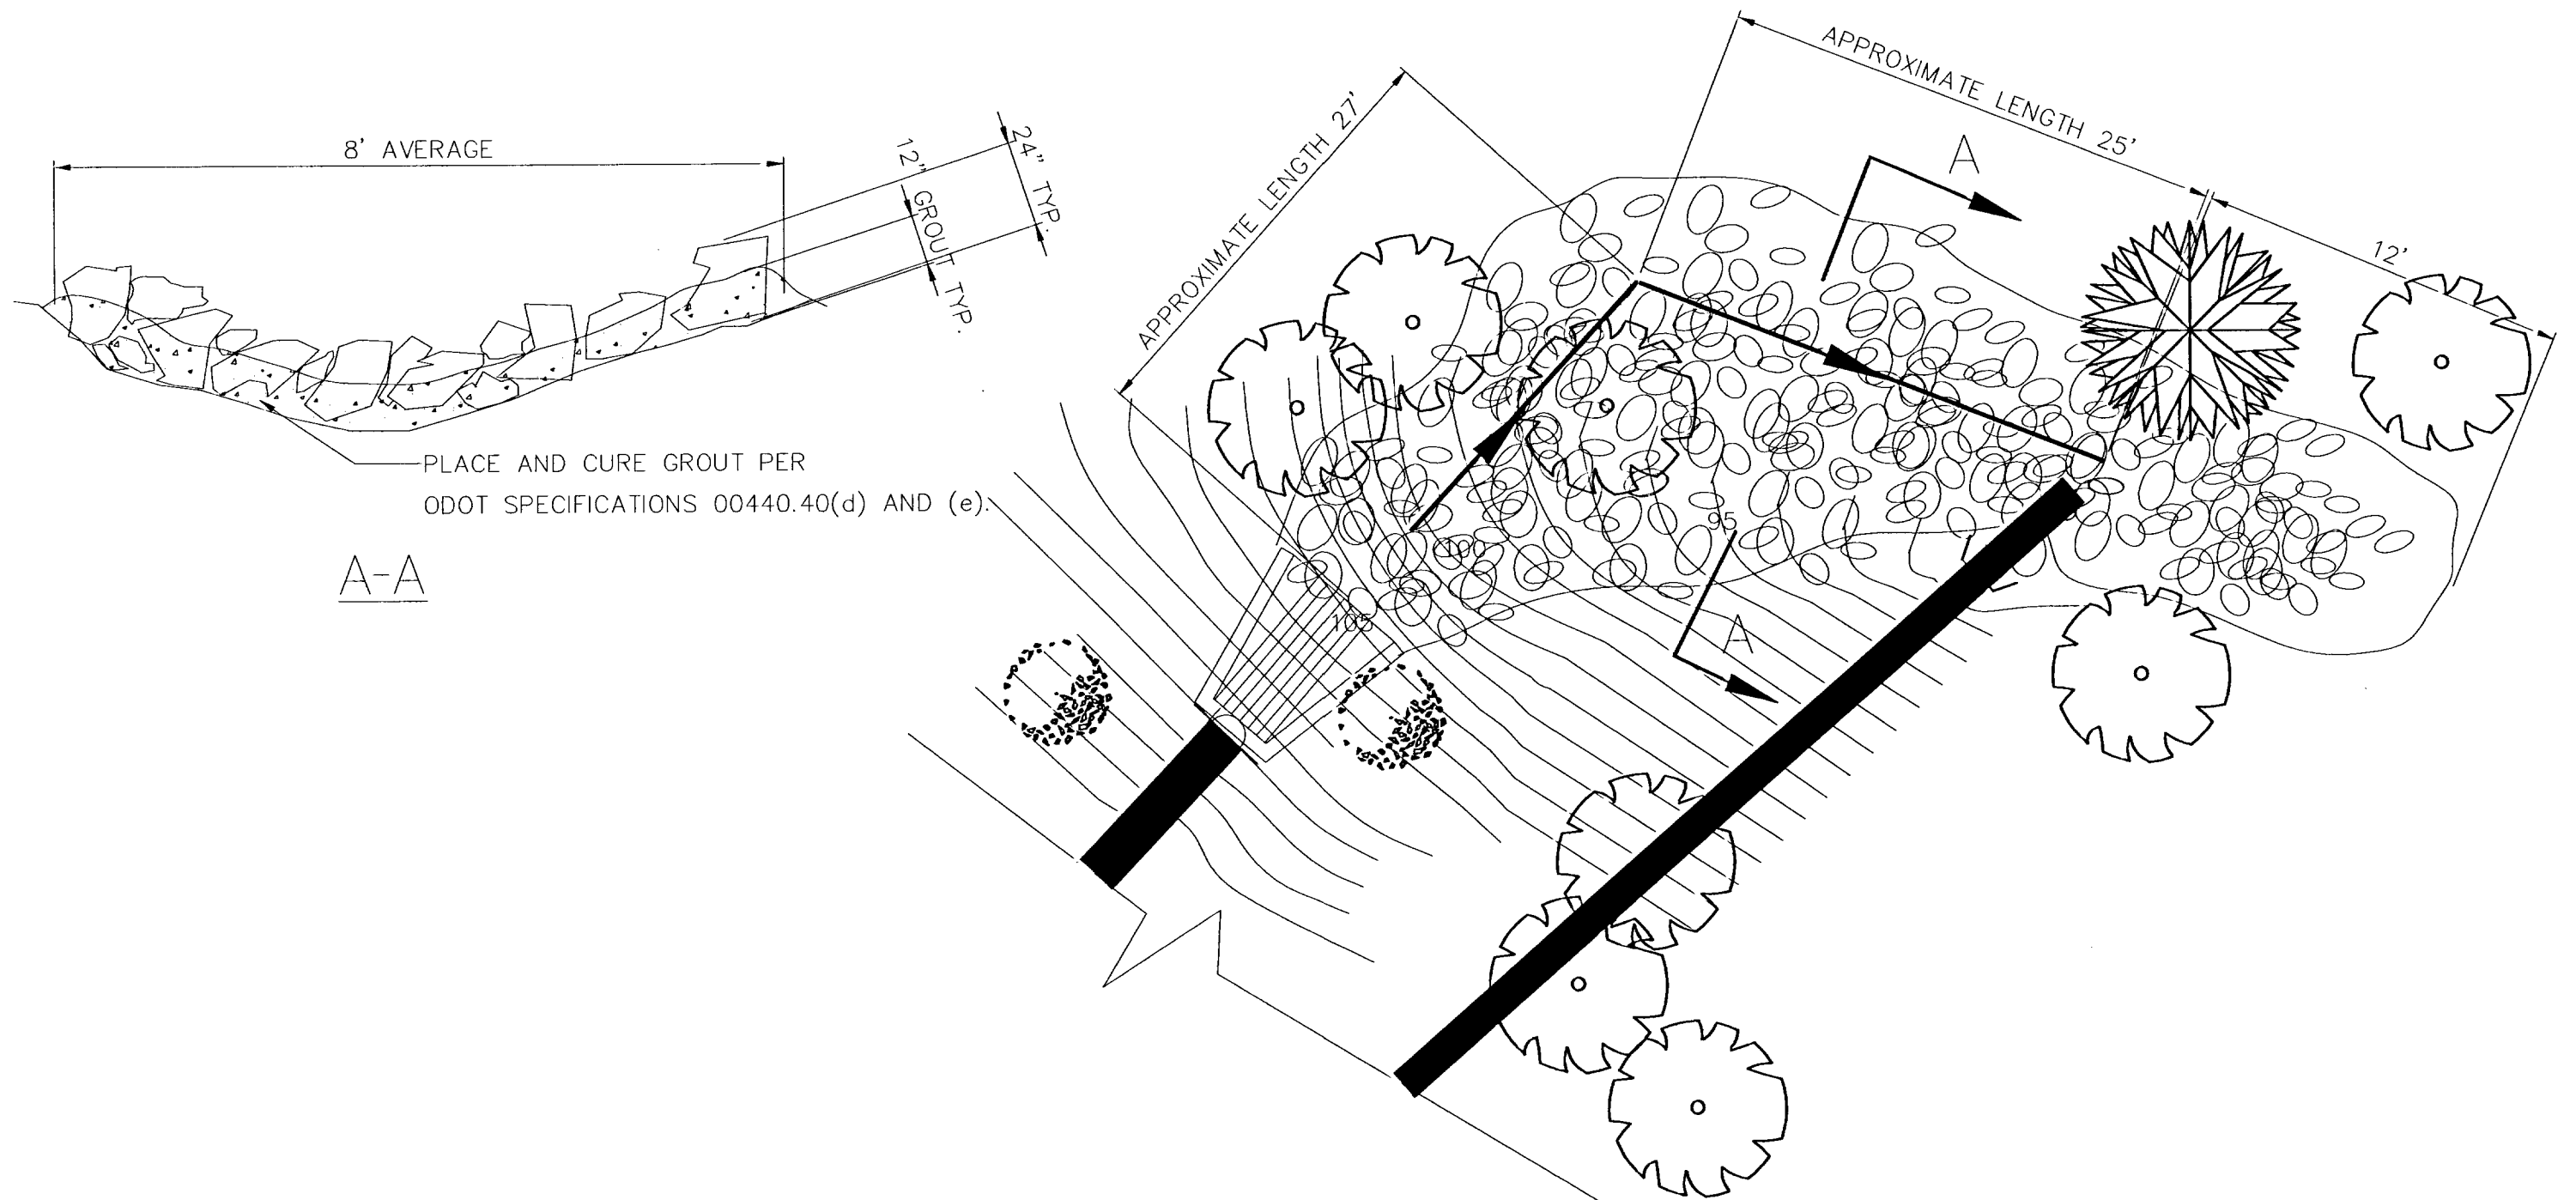 8' AVERAGE
12" GROUT TYP.
24" TYP.
PLACE AND CURE GROUT PER
ODOT SPECIFICATIONS 00440.40(d) AND (e).
A-A
APPROXIMATE LENGTH 27'
APPROXIMATE LENGTH 25'
12'
A
95
100
105
A